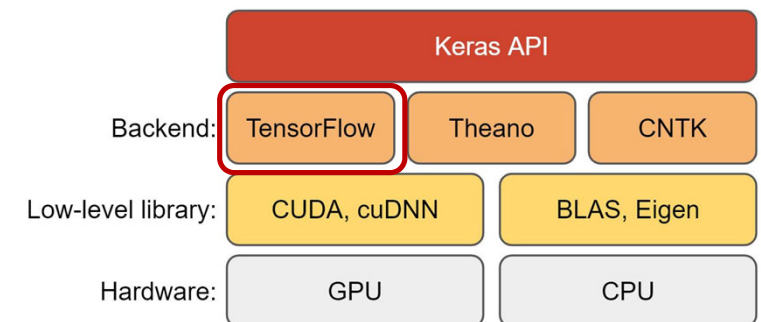 Keras API
Backend: TensorFlow Theano CNTK
Low-level library: CUDA, cuDNN BLAS, Eigen
Hardware: GPU CPU